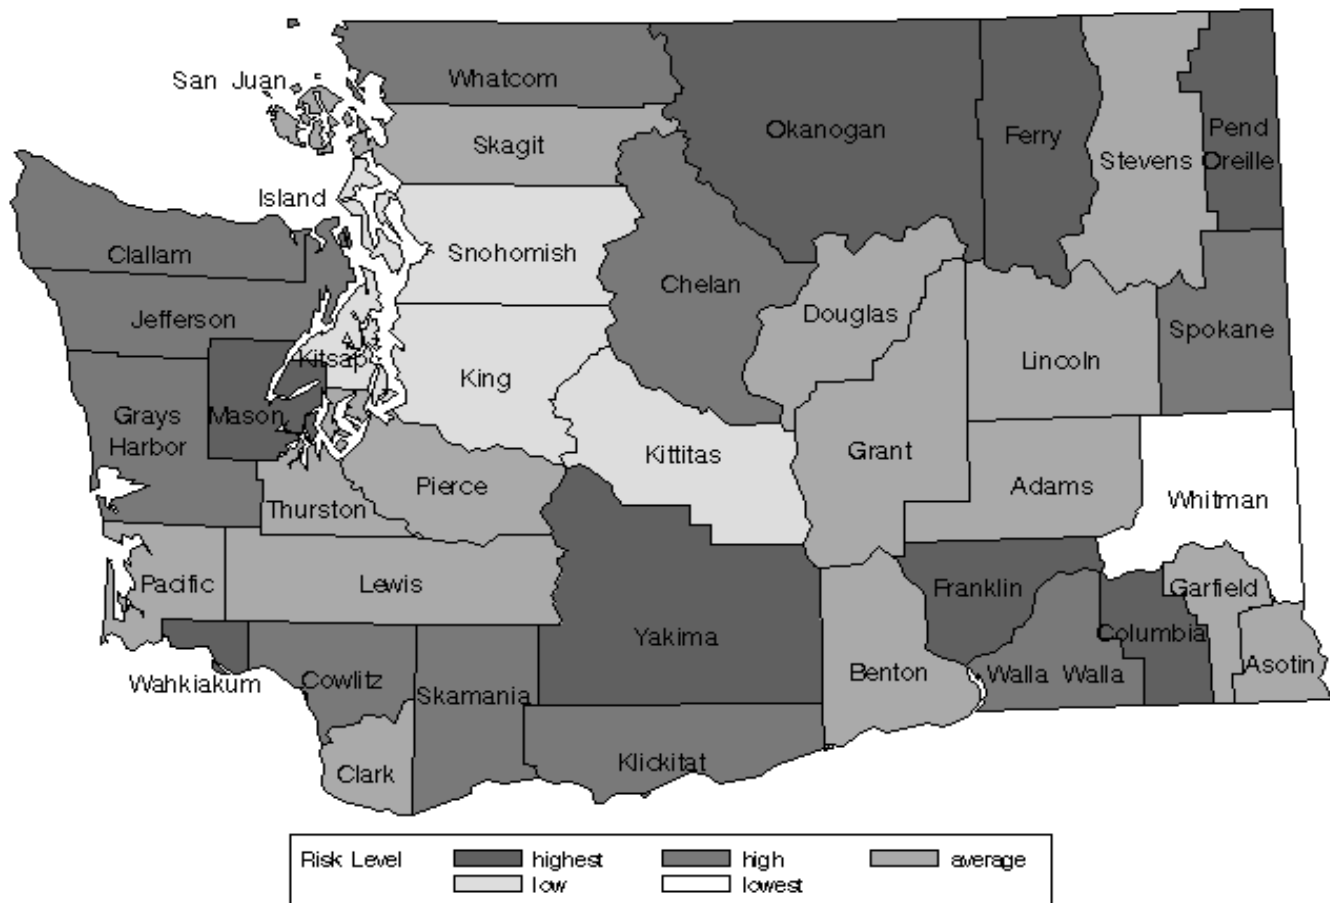 Whatcom
San Juan
Okanogan
Ferry
Pend
Oreille
Skagit
Stevens
Island
Clallam
Snohomish
Chelan
Jefferson
Douglas
Spokane
Kitsap
King
Lincoln
Grays
Harbor
Mason
Kittitas
Grant
Pierce
Adams
Whitman
Thurston
Pacific
Lewis
Franklin
Garfield
Yakima
Columbia
Wahkiakum
Cowlitz
Skamania
Benton
Walla Walla
Asotin
Clark
Klickitat
Risk Level
highest
high
average
low
lowest